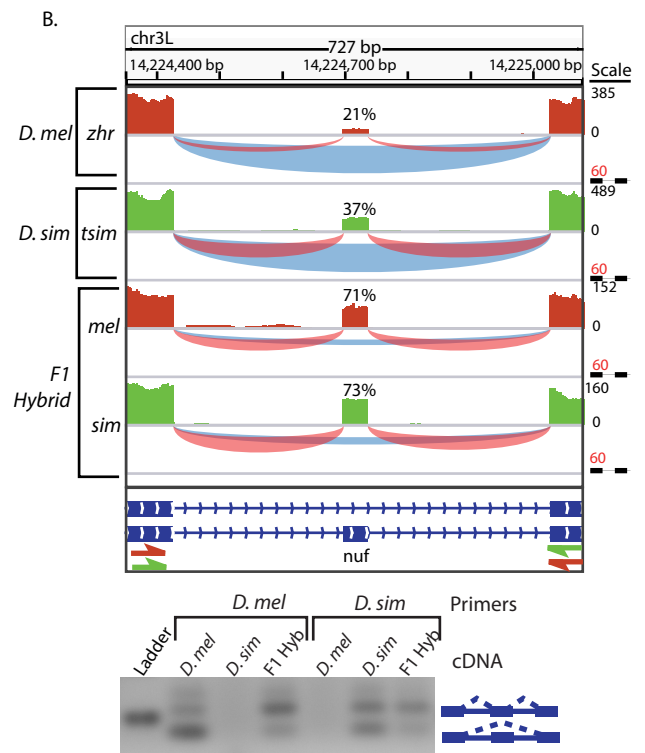 B.
chr3L
727 bp
14,224,400 bp 14,224,700 bp 14,225,000 bp Scale
385
21%
D. mel zhr
0
60
489
37%
D. sim tsim
0
60
152
71%
mel
0
60
F1
Hybrid
160
73%
sim
0
60
nuf
D. mel D. sim Primers
Ladder D. mel D. sim F1 Hyb D. mel D. sim F1 Hyb cDNA